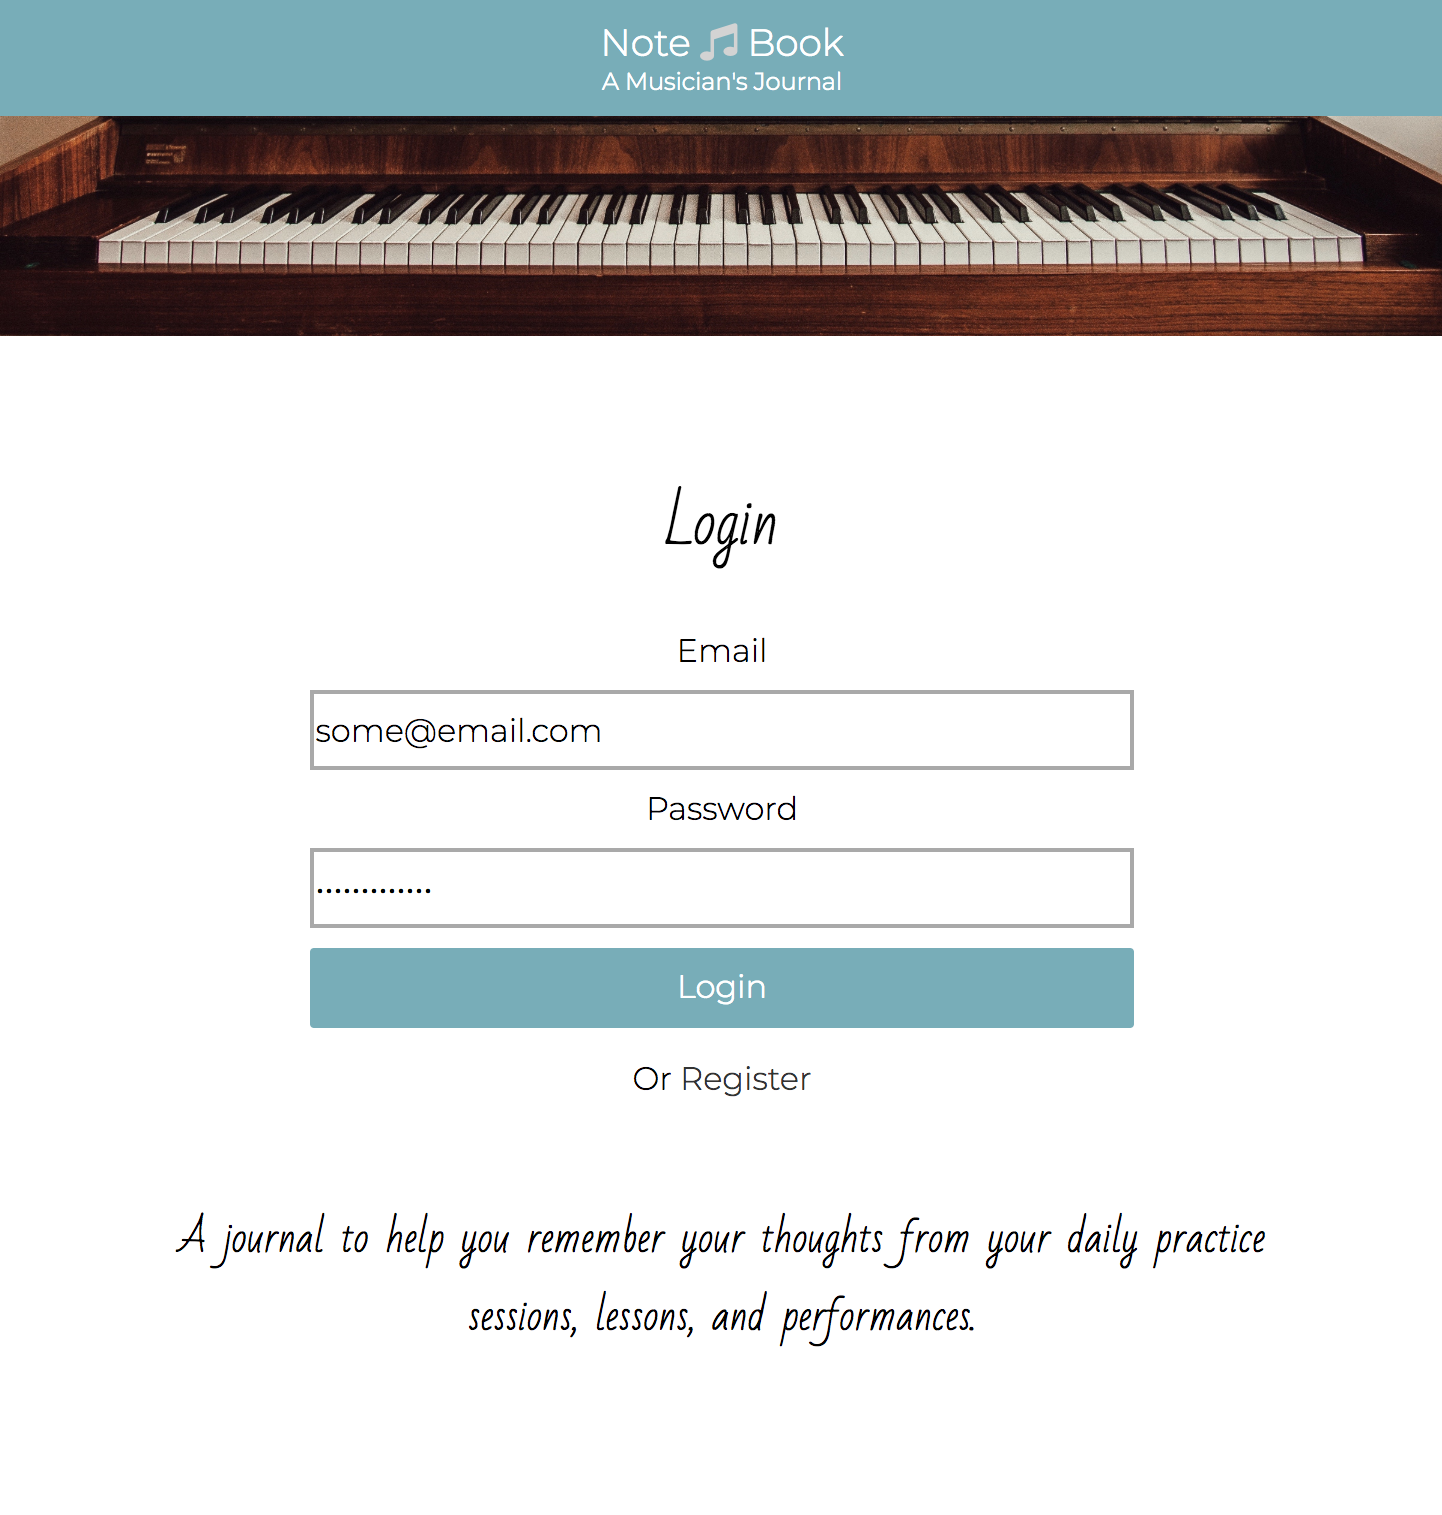 Note Book
A Musician's Journal
Login
Email
some@email.com
Password
•••••••••••••
Login
Or Register
A journal to help you remember your thoughts from your daily practice
sessions, lessons, and performances.